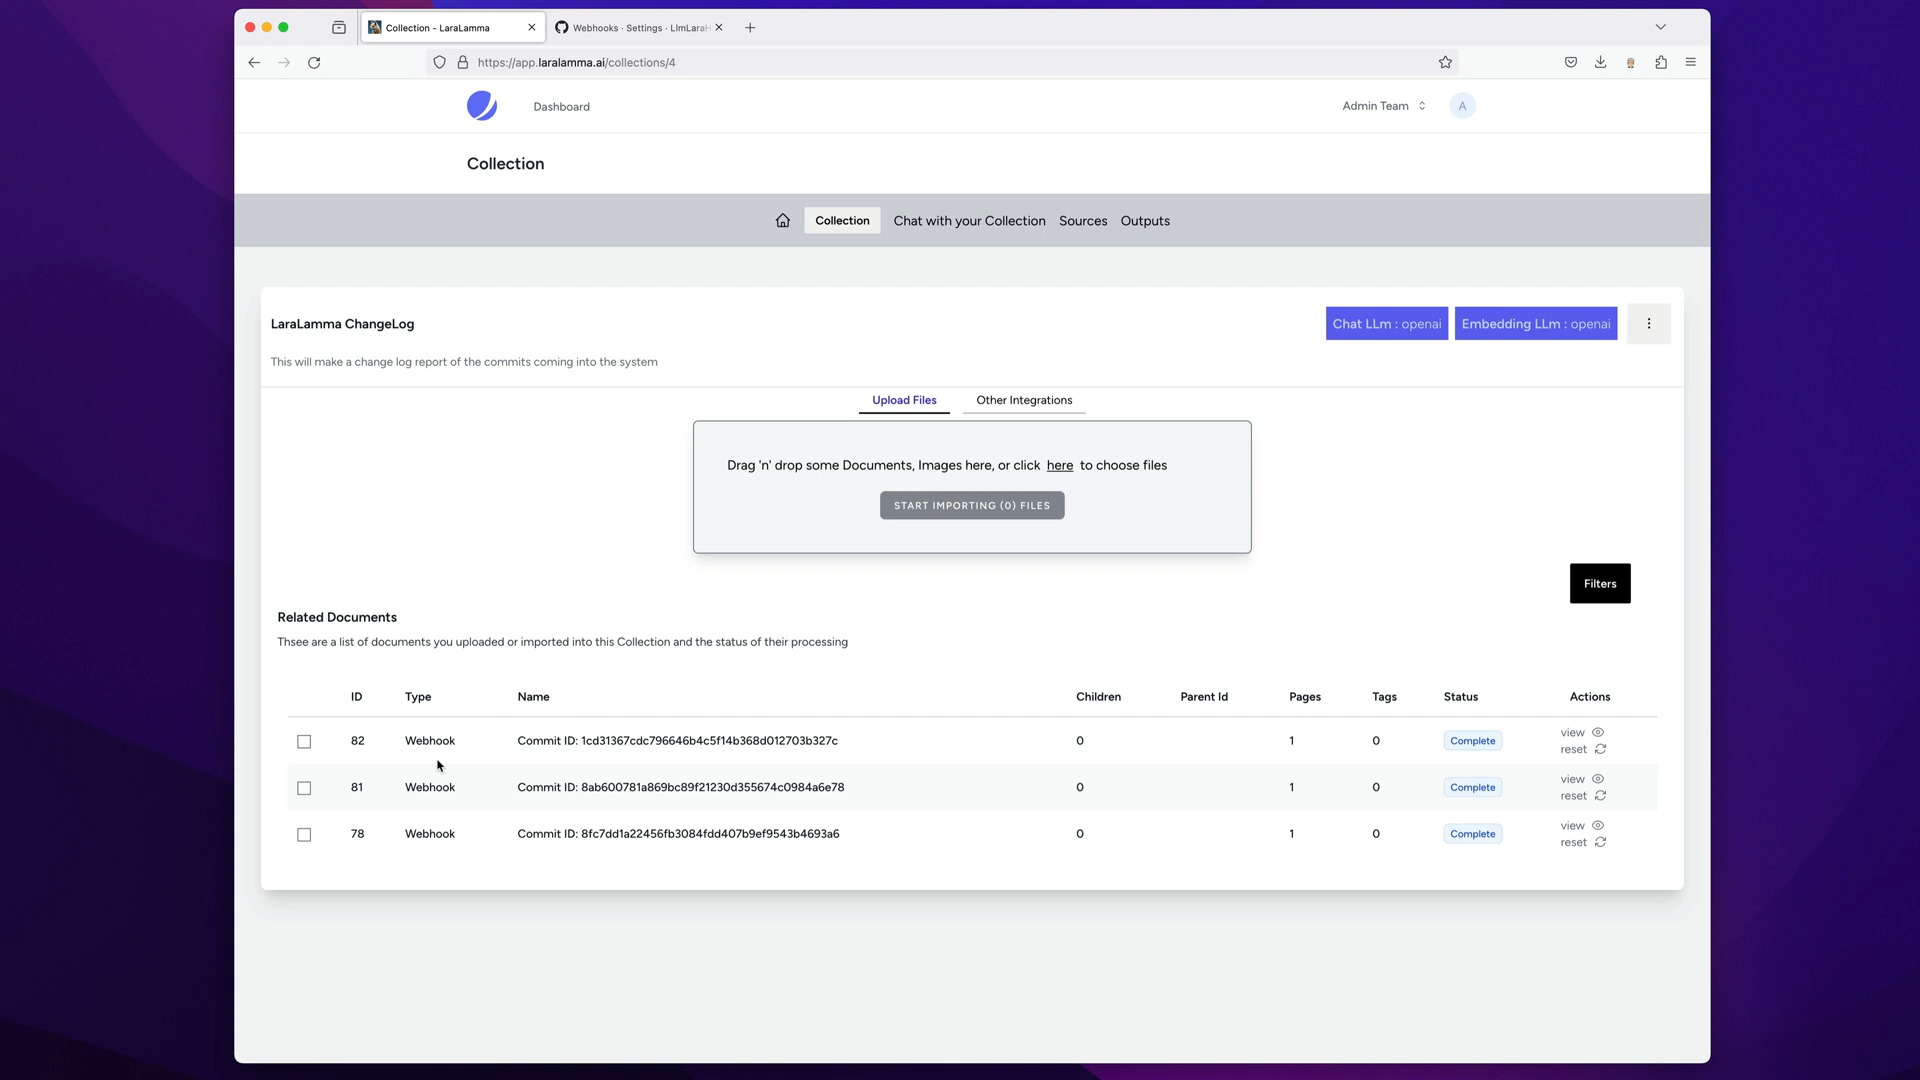 Collection - LaraLamma
Webhooks · Settings · LlmLaraH
https://app.laralamma.ai/collections/4
Dashboard
Admin Team
A
Collection
Collection
Chat with your Collection
Sources
Outputs
LaraLamma ChangeLog
Chat LLm : openai
Embedding LLm : openai
This will make a change log report of the commits coming into the system
Upload Files
Other Integrations
Drag 'n' drop some Documents, Images here, or click here to choose files
START IMPORTING (0) FILES
Filters
Related Documents
Thsee are a list of documents you uploaded or imported into this Collection and the status of their processing
ID Type Name Children Parent Id Pages Tags Status Actions
82 Webhook Commit ID: 1cd31367cdc796646b4c5f14b368d012703b327c 0 1 0 Complete view
reset
81 Webhook Commit ID: 8ab600781a869bc89f21230d355674c0984a6e78 0 1 0 Complete view
reset
78 Webhook Commit ID: 8fc7dd1a22456fb3084fdd407b9ef9543b4693a6 0 1 0 Complete view
reset